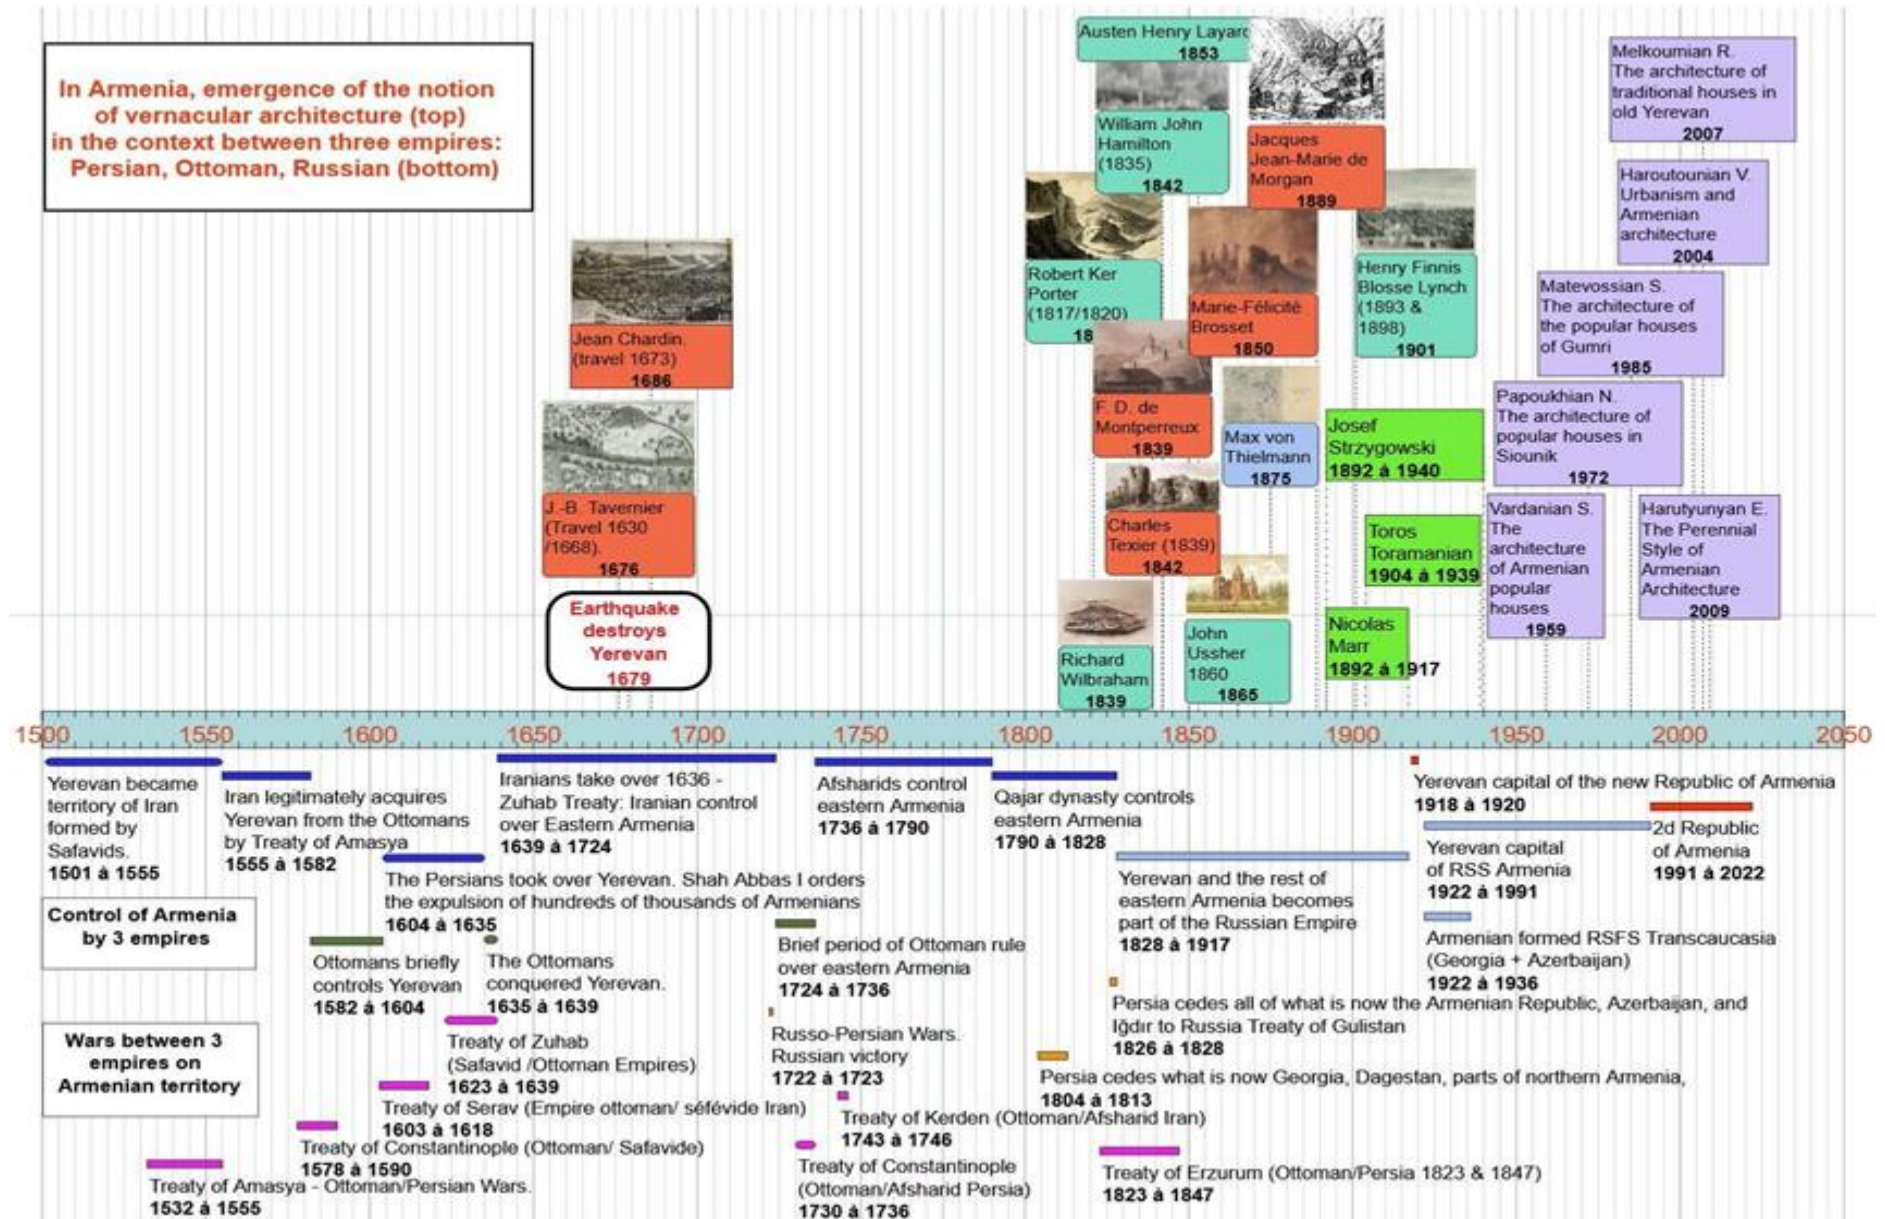 In Armenia, emergence of the notion
of vernacular architecture (top)
in the context between three empires:
Persian, Ottoman, Russian (bottom)
Jean Chardin.
(travel 1673)
1686
J.-B. Tavernier
(Travel 1630
/1668).
1676
Earthquake
destroys
Yerevan
1679
Austen Henry Layard
1853
William John
Hamilton
(1835)
1842
Jacques
Jean-Marie de
Morgan
1889
Robert Ker
Porter
(1817/1820)
18
Marie-Félicité
Brosset
1850
Henry Finnis
Blosse Lynch
(1893 &
1898)
1901
F. D. de
Montperreux
1839
Max von
Thielmann
1875
Charles
Texier (1839)
1842
Richard
Wilbraham
1839
John
Ussher
1860
1865
Josef
Strzygowski
1892 à 1940
Toros
Toramanian
1904 à 1939
Nicolas
Marr
1892 à 1917
Melkoumian R.
The architecture of
traditional houses in
old Yerevan
2007
Haroutounian V.
Urbanism and
Armenian
architecture
2004
Matevossian S.
The architecture of
the popular houses
of Gumri
1985
Papoukhian N.
The architecture of
popular houses in
Siounik
1972
Vardanian S.
The
architecture
of Armenian
popular
houses
1959
Harutyunyan E.
The Perennial
Style of
Armenian
Architecture
2009
1500 1550 1600 1650 1700 1750 1800 1850 1900 1950 2000 2050
Yerevan became
territory of Iran
formed by
Safavids.
1501 à 1555
Iran legitimately acquires
Yerevan from the Ottomans
by Treaty of Amasya
1555 à 1582
Iranians take over 1636 -
Zuhab Treaty: Iranian control
over Eastern Armenia
1639 à 1724
Afsharids control
eastern Armenia
1736 à 1790
Qajar dynasty controls
eastern Armenia
1790 à 1828
Yerevan capital of the new Republic of Armenia
1918 à 1920
2d Republic
of Armenia
1991 à 2022
Yerevan capital
of RSS Armenia
1922 à 1991
The Persians took over Yerevan. Shah Abbas I orders
the expulsion of hundreds of thousands of Armenians
1604 à 1635
Yerevan and the rest of
eastern Armenia becomes
part of the Russian Empire
1828 à 1917
Control of Armenia
by 3 empires
Ottomans briefly
controls Yerevan
1582 à 1604
The Ottomans
conquered Yerevan.
1635 à 1639
Brief period of Ottoman rule
over eastern Armenia
1724 à 1736
Armenian formed RSFS Transcaucasia
(Georgia + Azerbaijan)
1922 à 1936
Persia cedes all of what is now the Armenian Republic, Azerbaijan, and
Iğdır to Russia Treaty of Gulistan
1826 à 1828
Wars between 3
empires on
Armenian territory
Treaty of Zuhab
(Safavid /Ottoman Empires)
1623 à 1639
Russo-Persian Wars.
Russian victory
1722 à 1723
Persia cedes what is now Georgia, Dagestan, parts of northern Armenia,
1804 à 1813
Treaty of Serav (Empire ottoman/ séfévide Iran)
1603 à 1618
Treaty of Kerden (Ottoman/Afsharid Iran)
1743 à 1746
Treaty of Constantinople (Ottoman/ Safavide)
1578 à 1590
Treaty of Constantinople
(Ottoman/Afsharid Persia)
1730 à 1736
Treaty of Erzurum (Ottoman/Persia 1823 & 1847)
1823 à 1847
Treaty of Amasya - Ottoman/Persian Wars.
1532 à 1555